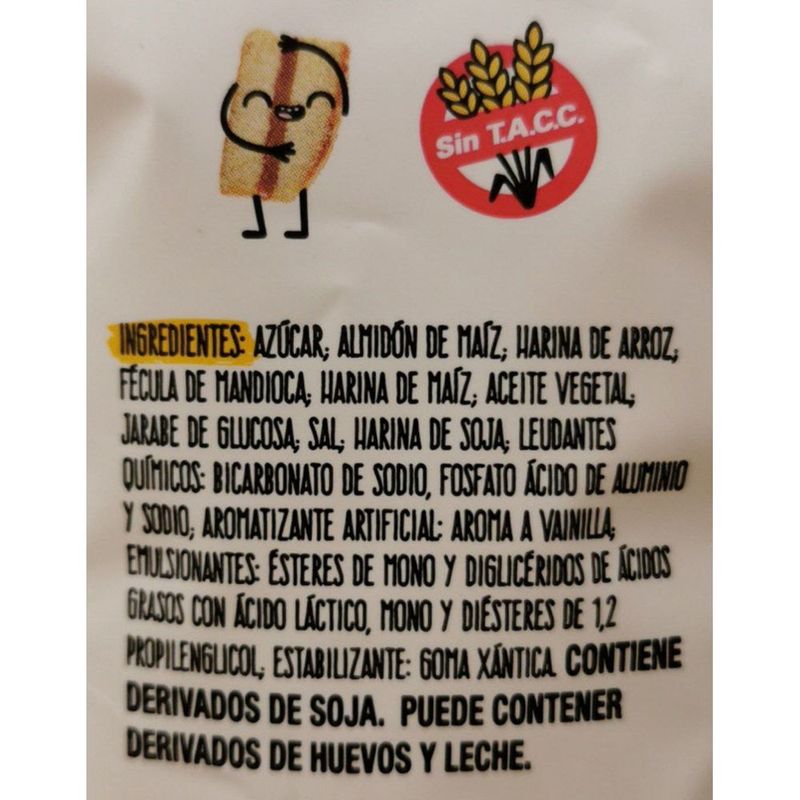 Sin T.A.C.C.
INGREDIENTES: AZÚCAR; ALMIDÓN DE MAÍZ; HARINA DE ARROZ;
FÉCULA DE MANDIOCA; HARINA DE MAÍZ; ACEITE VEGETAL;
JARABE DE GLUCOSA; SAL; HARINA DE SOJA; LEUDANTES
QUÍMICOS: BICARBONATO DE SODIO, FOSFATO ÁCIDO DE ALUMINIO
Y SODIO; AROMATIZANTE ARTIFICIAL: AROMA A VAINILLA;
EMULSIONANTES: ÉSTERES DE MONO Y DIGLICÉRIDOS DE ÁCIDOS
GRASOS CON ÁCIDO LÁCTICO, MONO Y DIÉSTERES DE 1,2
PROPILENGLICOL; ESTABILIZANTE: GOMA XÁNTICA. CONTIENE
DERIVADOS DE SOJA. PUEDE CONTENER
DERIVADOS DE HUEVOS Y LECHE.